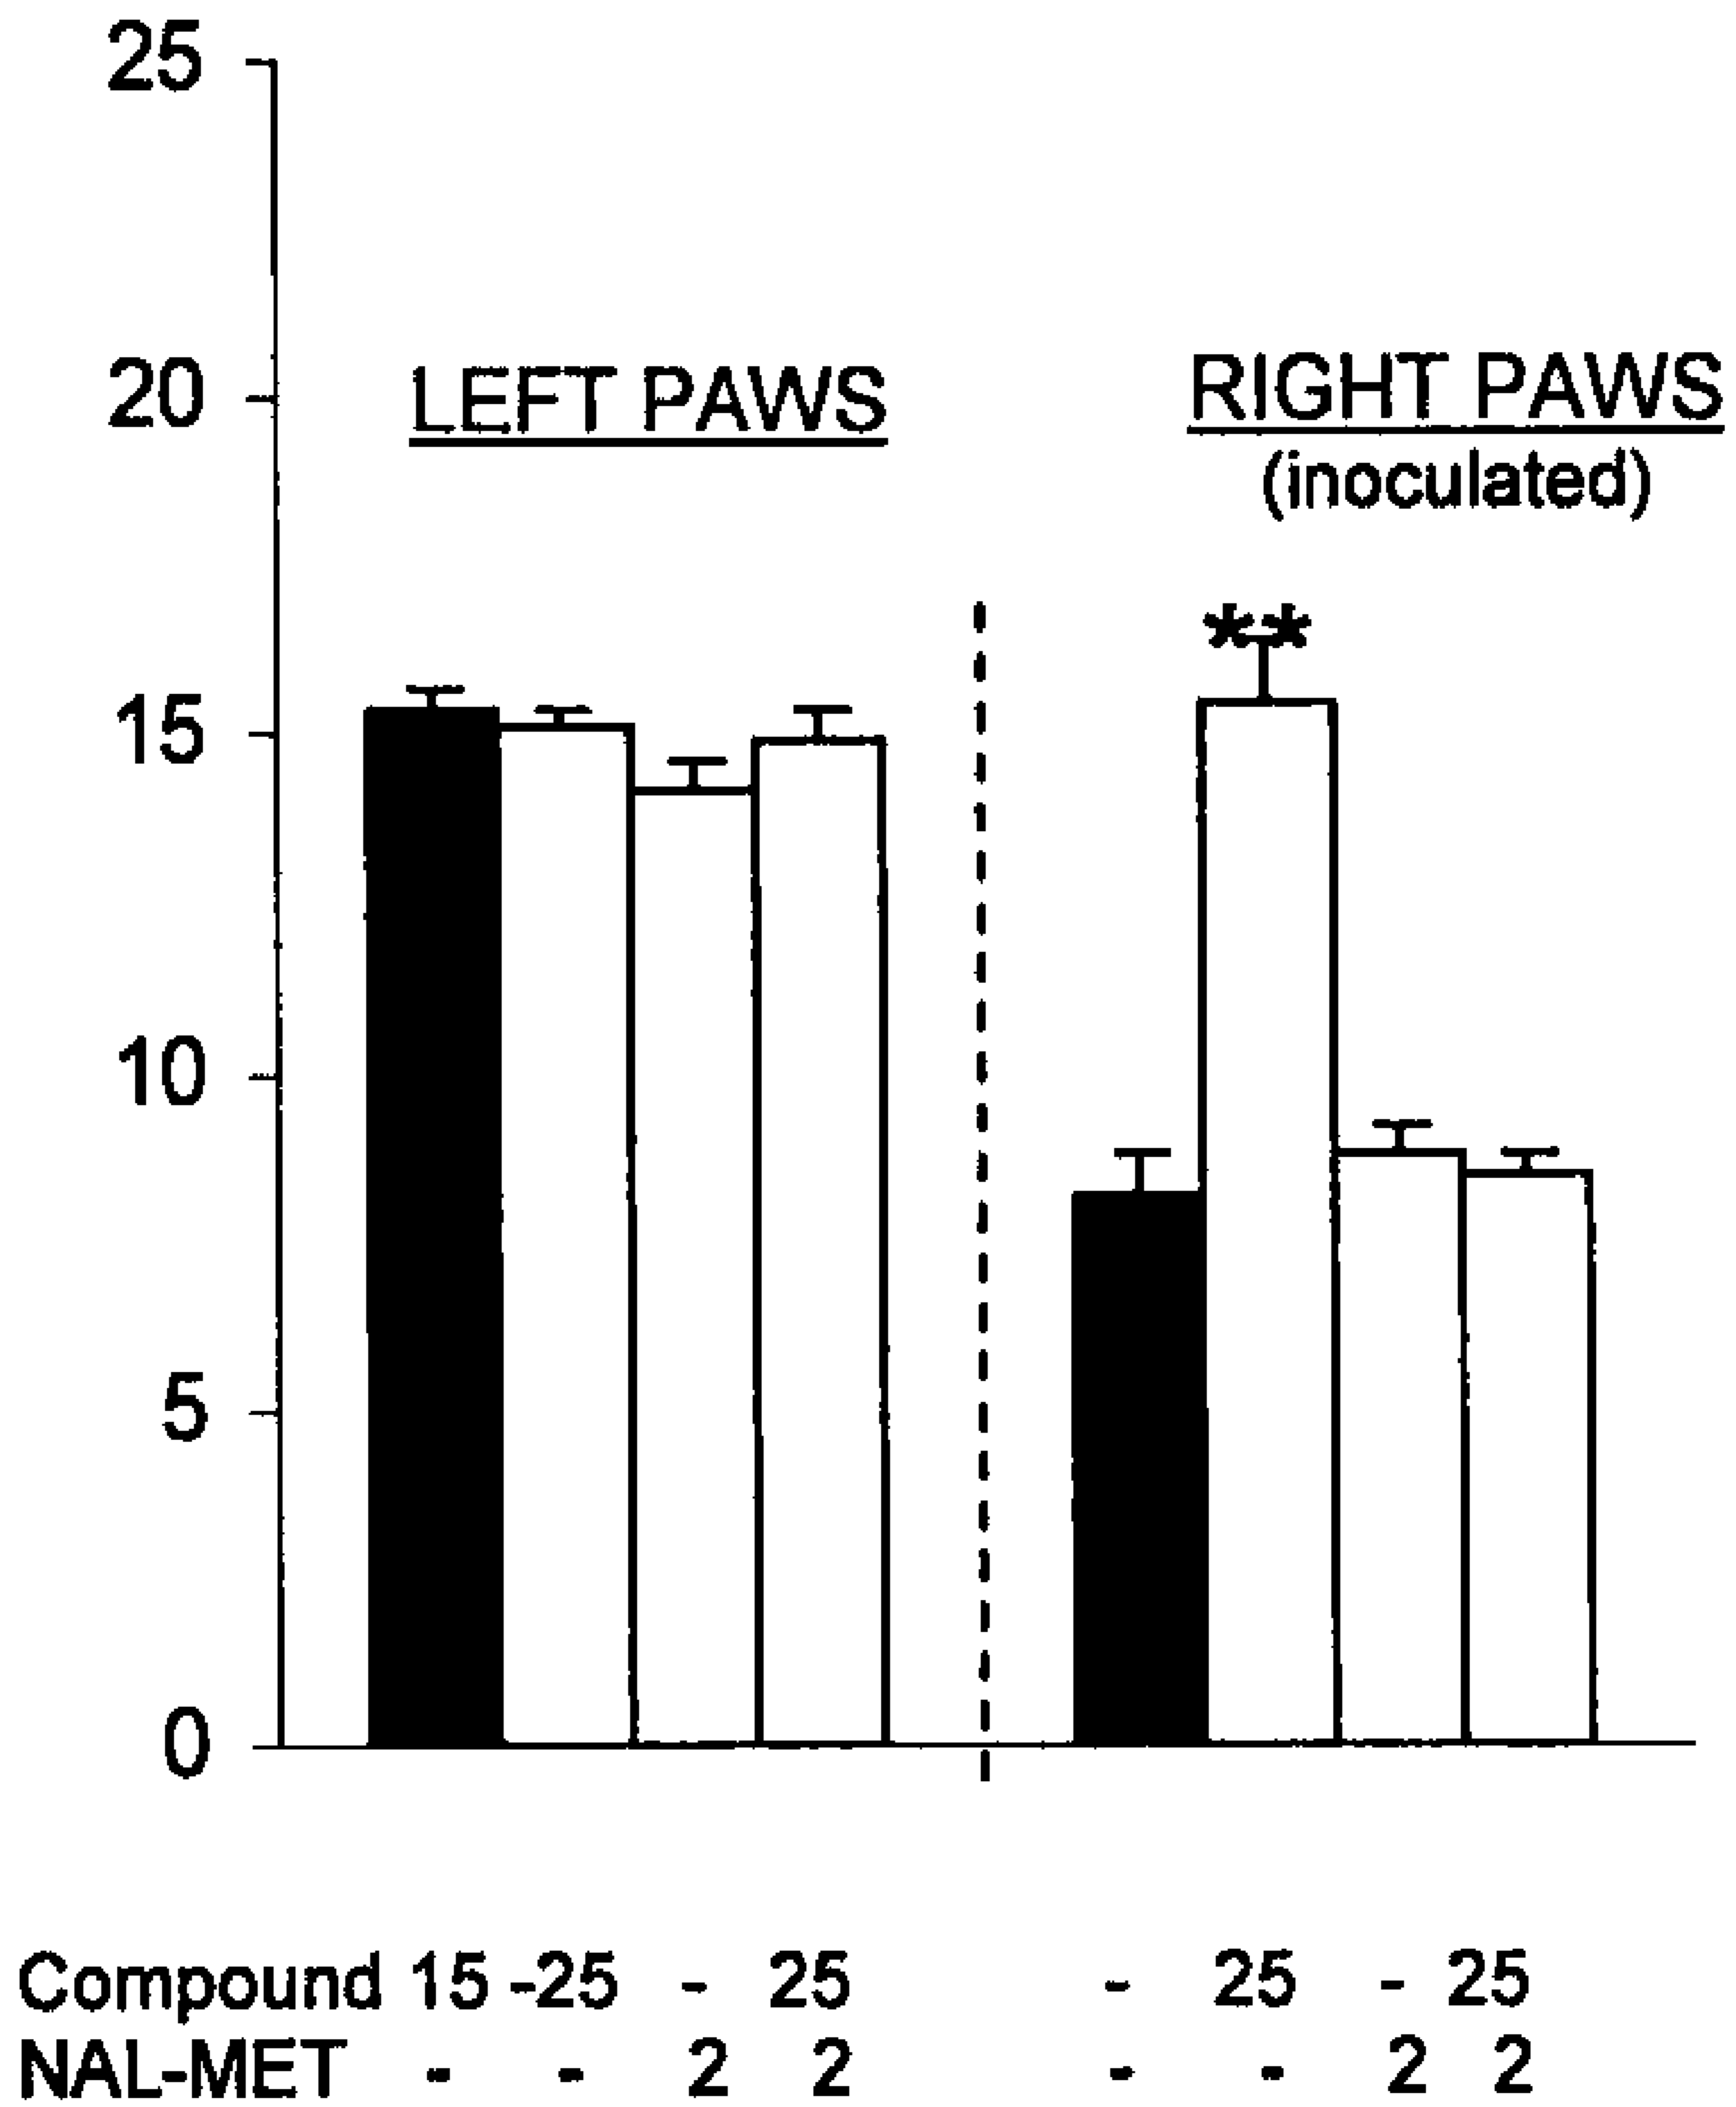 25
20
LEFT PAWS
RIGHT PAWS
(inoculated)
**
15
10
5
0
Compound 15 -25 - 25 - 25 - 25
NAL-MET - - 2 2 - - 2 2